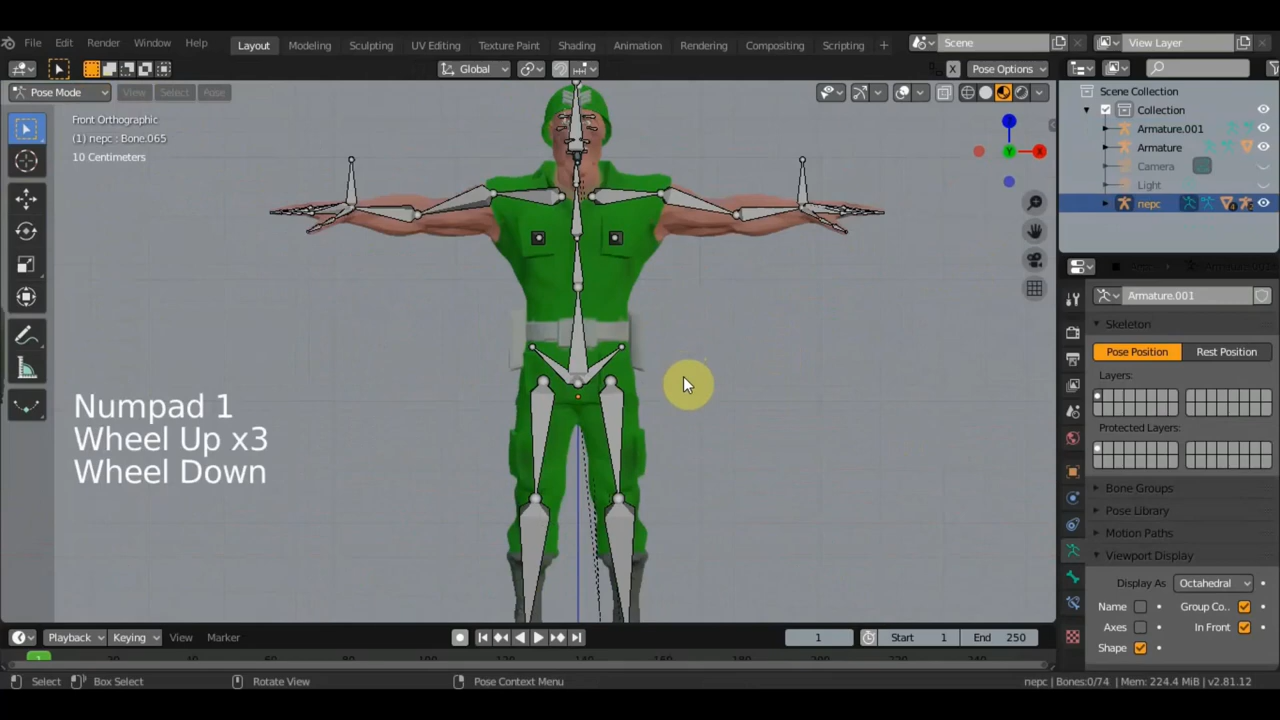 File Edit Render Window Help Layout Modeling Sculpting UV Editing Texture Paint Shading Animation Rendering Compositing Scripting + Scene View Layer
Global X Pose Options
Pose Mode View Select Pose
Front Orthographic
(1) nepc : Bone.065
10 Centimeters
Numpad 1
Wheel Up x3
Wheel Down
Z
Y
X
Scene Collection
Collection
Armature.001
Armature
Camera
Light
nepc
Armature.001
Skeleton
Pose Position Rest Position
Layers:
Protected Layers:
Bone Groups
Pose Library
Motion Paths
Viewport Display
Display As Octahedral
Name Group Co..
Axes In Front
Shape
Playback Keying View Marker 1 Start 1 End 250
1
Select Box Select Rotate View Pose Context Menu nepc | Bones:0/74 | Mem: 224.4 MiB | v2.81.12